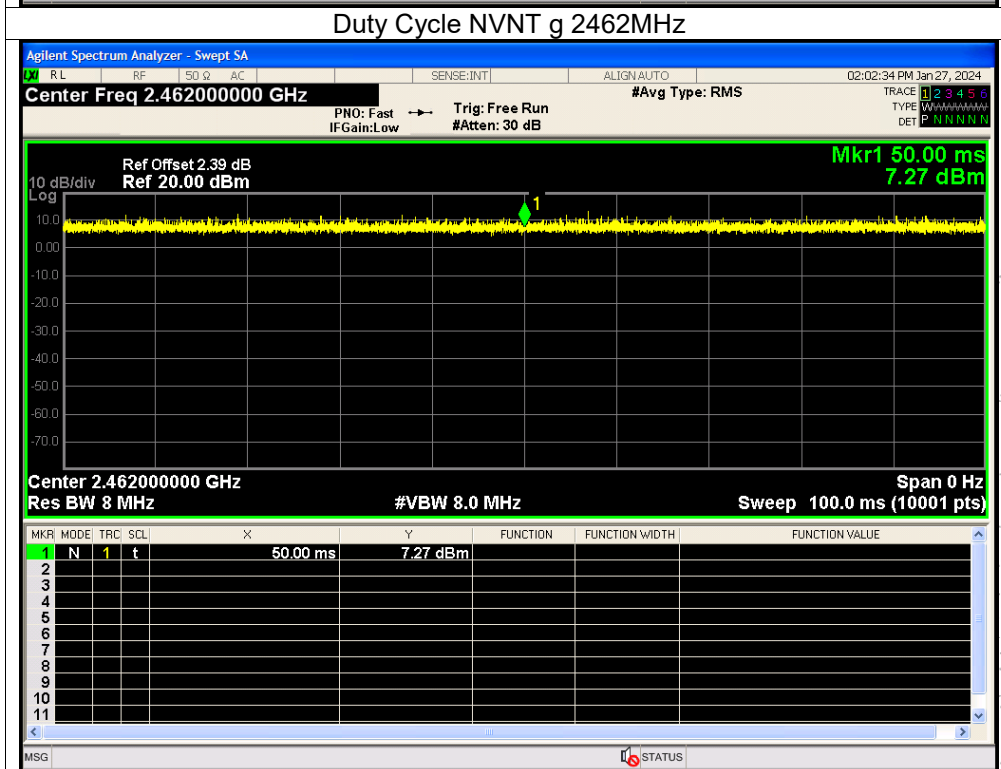 Duty Cycle NVNT g 2462MHz
Agilent Spectrum Analyzer - Swept SA
LXI RL RF 50 Ω AC SENSE:INT ALIGN AUTO 02:02:34 PM Jan 27, 2024
Center Freq 2.462000000 GHz #Avg Type: RMS TRACE 1 2 3 4 5 6
PNO: Fast Trig: Free Run TYPE WWWWWW
IFGain:Low #Atten: 30 dB DET P N N N N N
Mkr1 50.00 ms
Ref Offset 2.39 dB
10 dB/div Ref 20.00 dBm 7.27 dBm
Log
1
10.0
0.00
-10.0
-20.0
-30.0
-40.0
-50.0
-60.0
-70.0
Center 2.462000000 GHz Span 0 Hz
Res BW 8 MHz #VBW 8.0 MHz Sweep 100.0 ms (10001 pts)
MKR MODE TRC SCL X Y FUNCTION FUNCTION WIDTH FUNCTION VALUE
1 N 1 t 50.00 ms 7.27 dBm
2
3
4
5
6
7
8
9
10
11
MSG STATUS